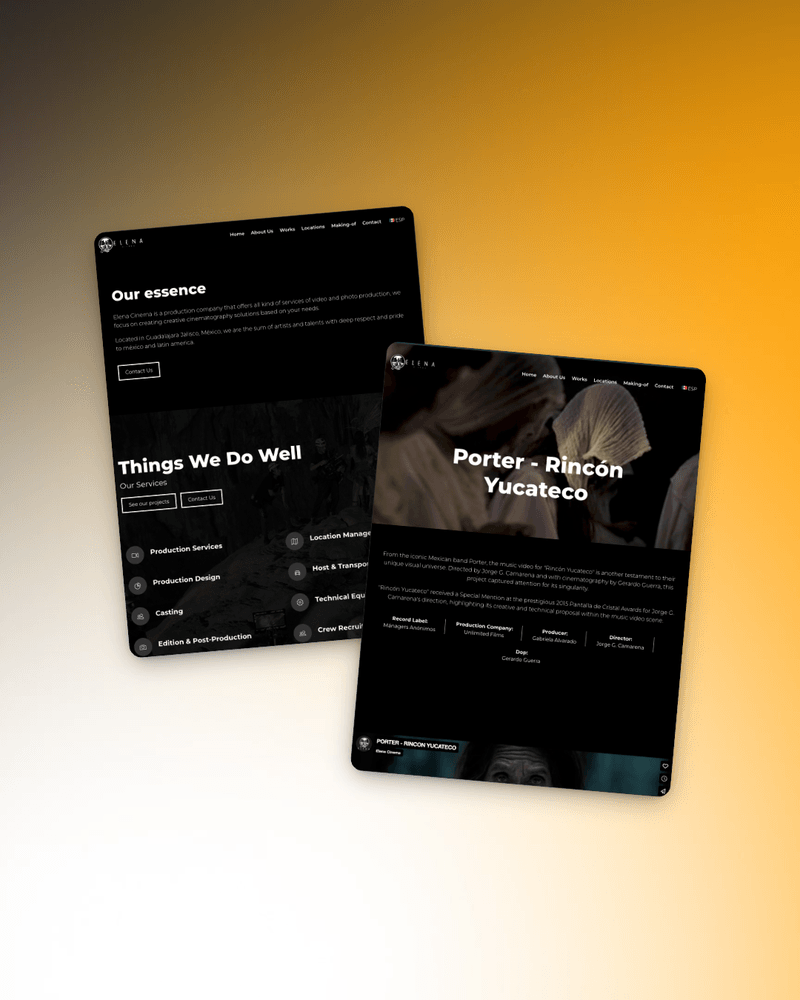 ELENA
Home About Us Works Locations Making-of Contact ESP
Our essence
Elena Cinema is a production company that offers all kind of services of video and photo production, we
focus on creating creative cinematography solutions based on your needs.
Located in Guadalajara Jalisco, México, we are the sum of artists and talents with deep respect and pride
to méxico and latin america.
Contact Us
Things We Do Well
Our Services
See our projects Contact Us
Production Services
Location Manage
Production Design
Host & Transpo
Casting
Technical Equ
Edition & Post-Production
Crew Recrui
ELENA
Home About Us Works Locations Making-of Contact ESP
Porter - Rincón
Yucateco
From the iconic Mexican band Porter, the music video for "Rincón Yucateco" is another testament to their
unique visual universe. Directed by Jorge G. Camarena and with cinematography by Gerardo Guerra, this
project captured attention for its singularity.
"Rincón Yucateco" received a Special Mention at the prestigious 2015 Pantalla de Cristal Awards for Jorge G.
Camarena's direction, highlighting its creative and technical proposal within the music video scene.
Record Label:
Managers Anonimos
Production Company:
Unlimited Films
Producer:
Gabriela Alvarado
Director:
Jorge G. Camarena
Dop:
Gerardo Guerra
PORTER - RINCON YUCATECO
Elena Cinema